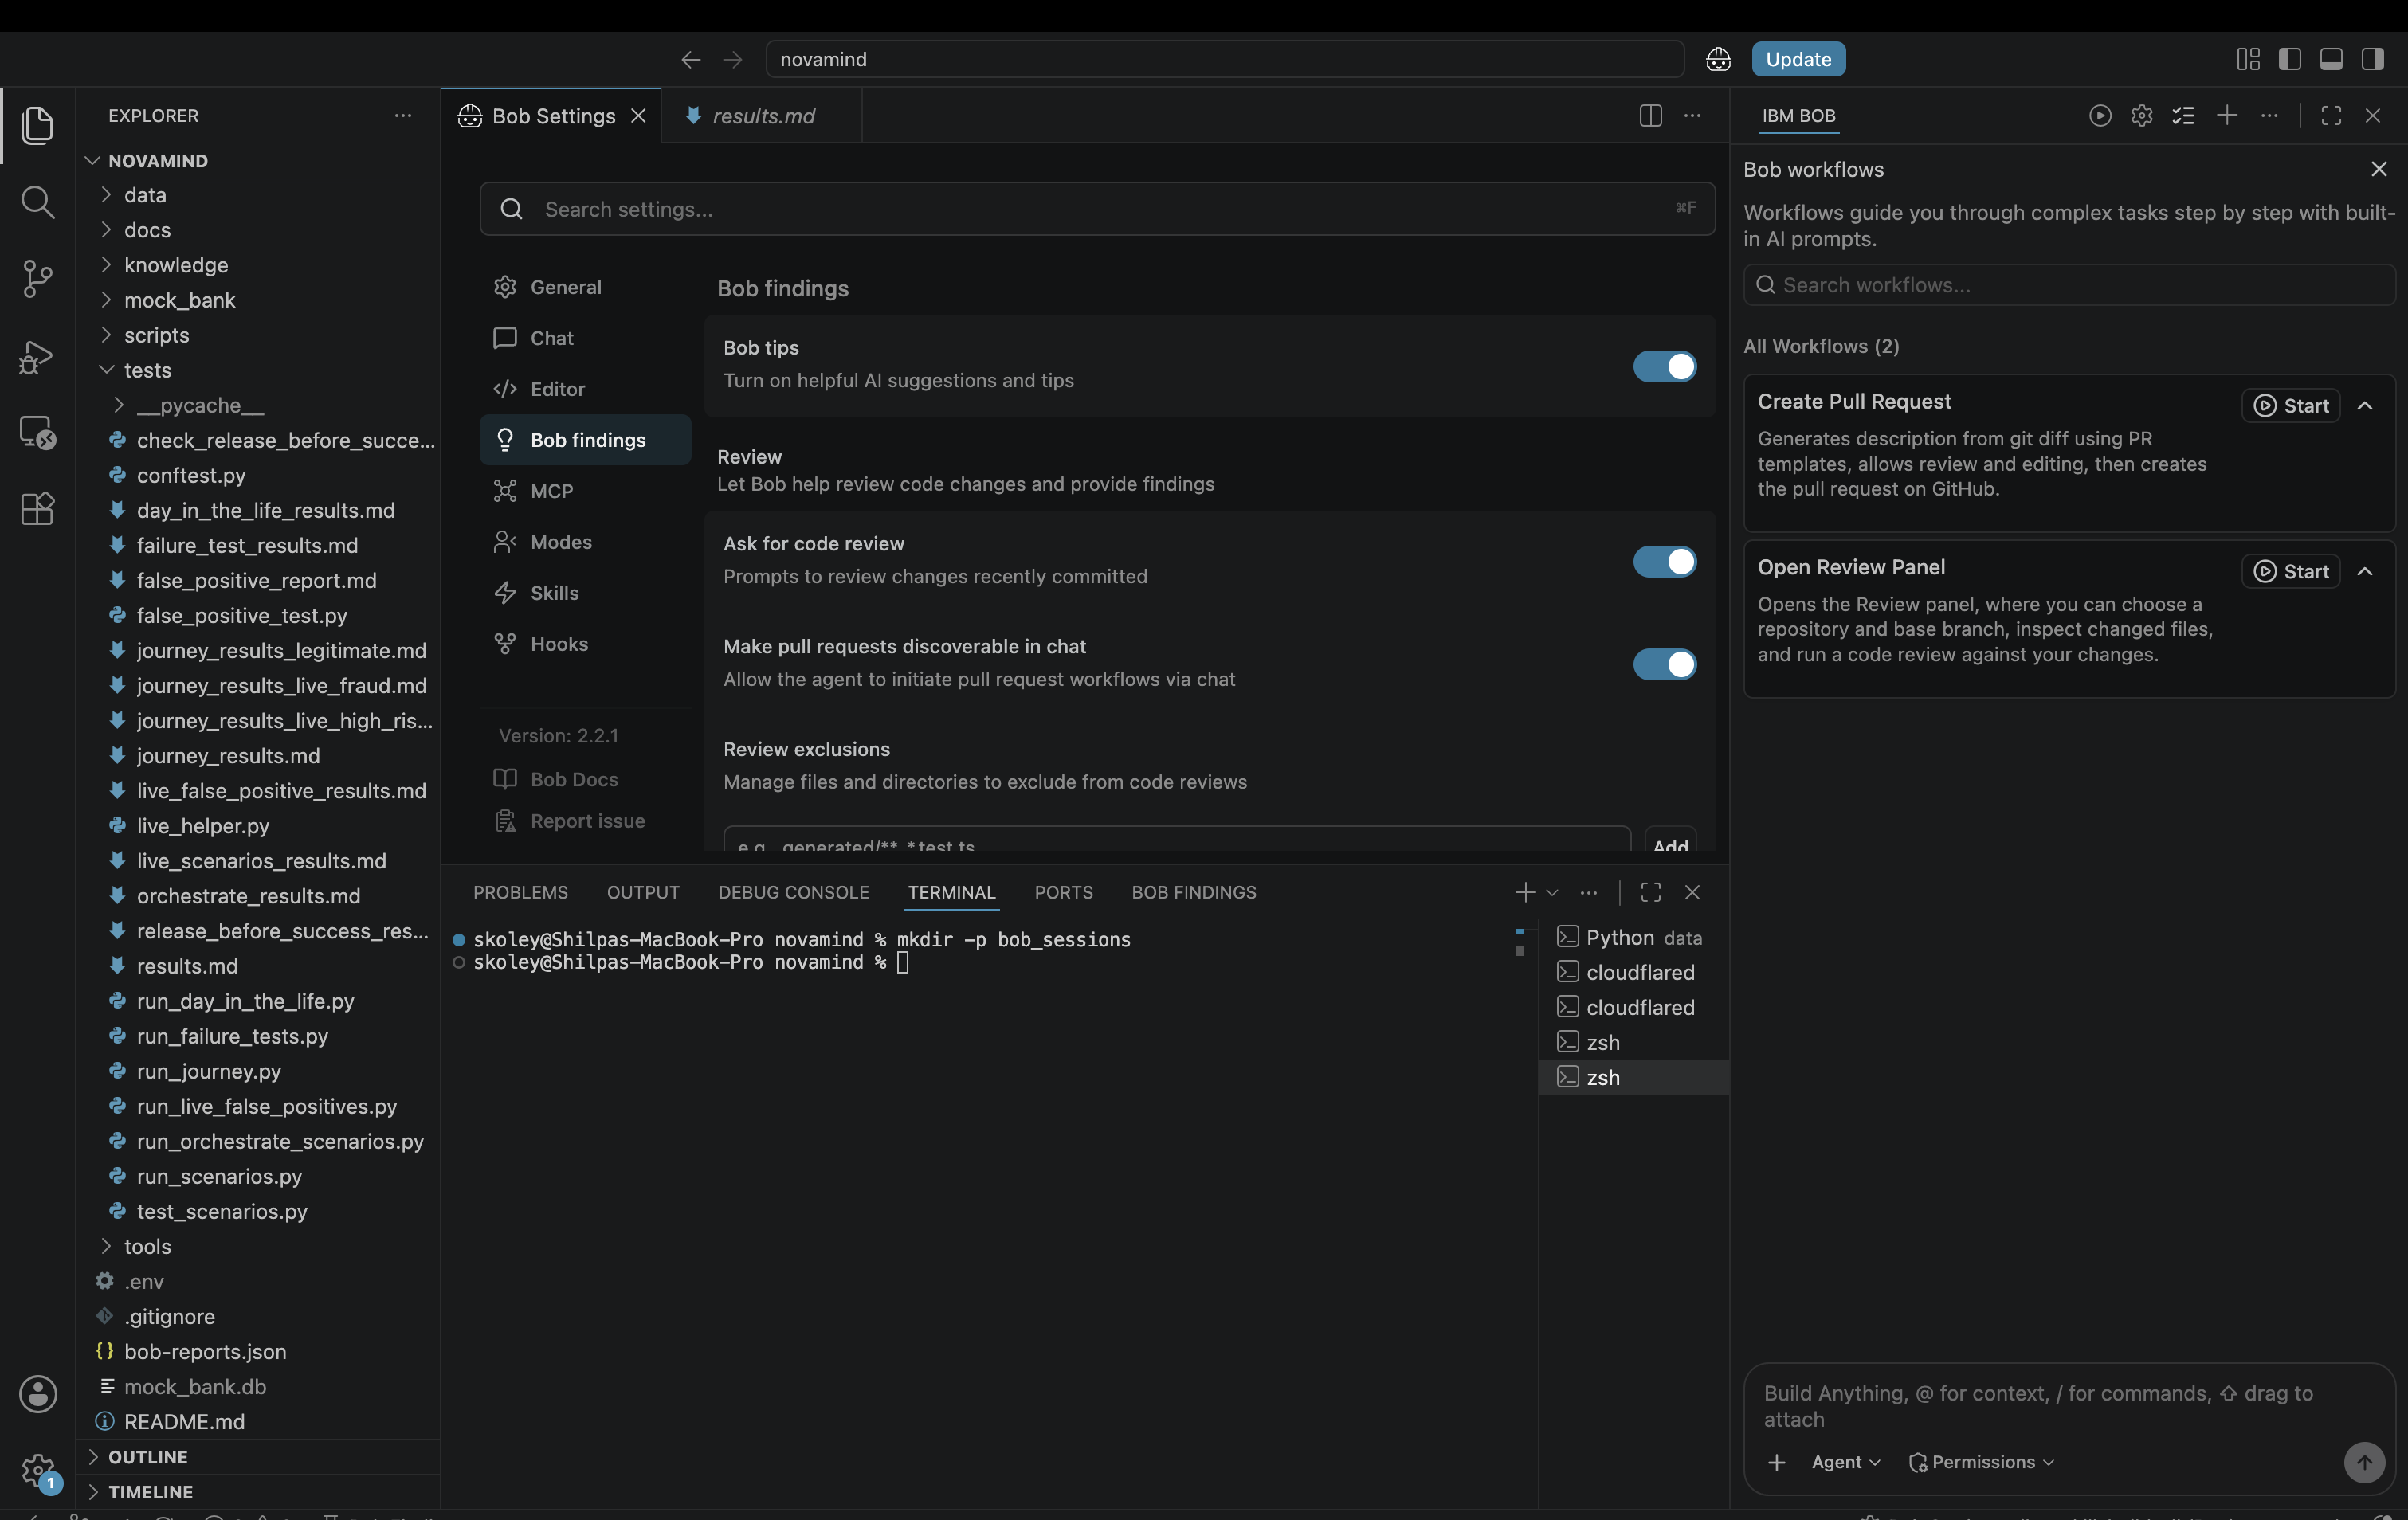 novamind
Update
EXPLORER
NOVAMIND
data
docs
knowledge
mock_bank
scripts
tests
__pycache__
check_release_before_succe...
conftest.py
day_in_the_life_results.md
failure_test_results.md
false_positive_report.md
false_positive_test.py
journey_results_legitimate.md
journey_results_live_fraud.md
journey_results_live_high_ris...
journey_results.md
live_false_positive_results.md
live_helper.py
live_scenarios_results.md
orchestrate_results.md
release_before_success_res...
results.md
run_day_in_the_life.py
run_failure_tests.py
run_journey.py
run_live_false_positives.py
run_orchestrate_scenarios.py
run_scenarios.py
test_scenarios.py
tools
.env
.gitignore
bob-reports.json
mock_bank.db
README.md
OUTLINE
TIMELINE
1
Bob Settings
results.md
Search settings...
⌘F
General
Chat
Editor
Bob findings
MCP
Modes
Skills
Hooks
Version: 2.2.1
Bob Docs
Report issue
Bob findings
Bob tips
Turn on helpful AI suggestions and tips
Review
Let Bob help review code changes and provide findings
Ask for code review
Prompts to review changes recently committed
Make pull requests discoverable in chat
Allow the agent to initiate pull request workflows via chat
Review exclusions
Manage files and directories to exclude from code reviews
e.g., generated/**, *.test.ts
Add
PROBLEMS OUTPUT DEBUG CONSOLE TERMINAL PORTS BOB FINDINGS
skoley@Shilpas-MacBook-Pro novamind % mkdir -p bob_sessions
skoley@Shilpas-MacBook-Pro novamind %
Python data
cloudflared
cloudflared
zsh
zsh
IBM BOB
Bob workflows
Workflows guide you through complex tasks step by step with built-
in AI prompts.
Search workflows...
All Workflows (2)
Create Pull Request
Start
Generates description from git diff using PR
templates, allows review and editing, then creates
the pull request on GitHub.
Open Review Panel
Start
Opens the Review panel, where you can choose a
repository and base branch, inspect changed files,
and run a code review against your changes.
Build Anything, @ for context, / for commands, ⇧ drag to
attach
Agent
Permissions